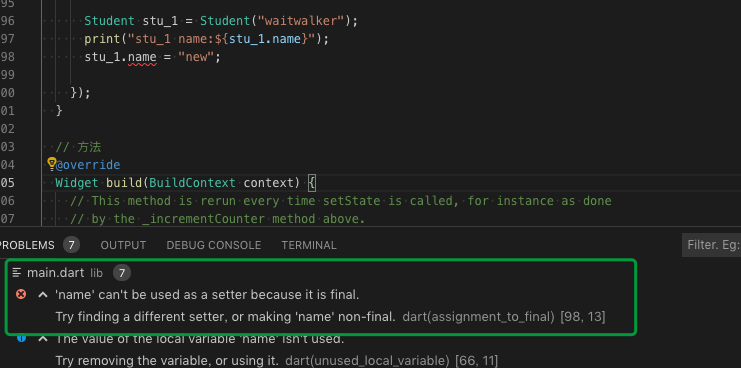 95
96 Student stu_1 = Student("waitwalker");
97 print("stu_1 name:${stu_1.name}");
98 stu_1.name = "new";
99
00 });
01 }
02
03 // 方法
04 @override
05 Widget build(BuildContext context) {
06 // This method is rerun every time setState is called, for instance as done
07 // by the _incrementCounter method above.
PROBLEMS 7 OUTPUT DEBUG CONSOLE TERMINAL Filter. Eg:
main.dart lib 7
'name' can't be used as a setter because it is final.
Try finding a different setter, or making 'name' non-final. dart(assignment_to_final) [98, 13]
The value of the local variable 'name' isn't used.
Try removing the variable, or using it. dart(unused_local_variable) [66, 11]